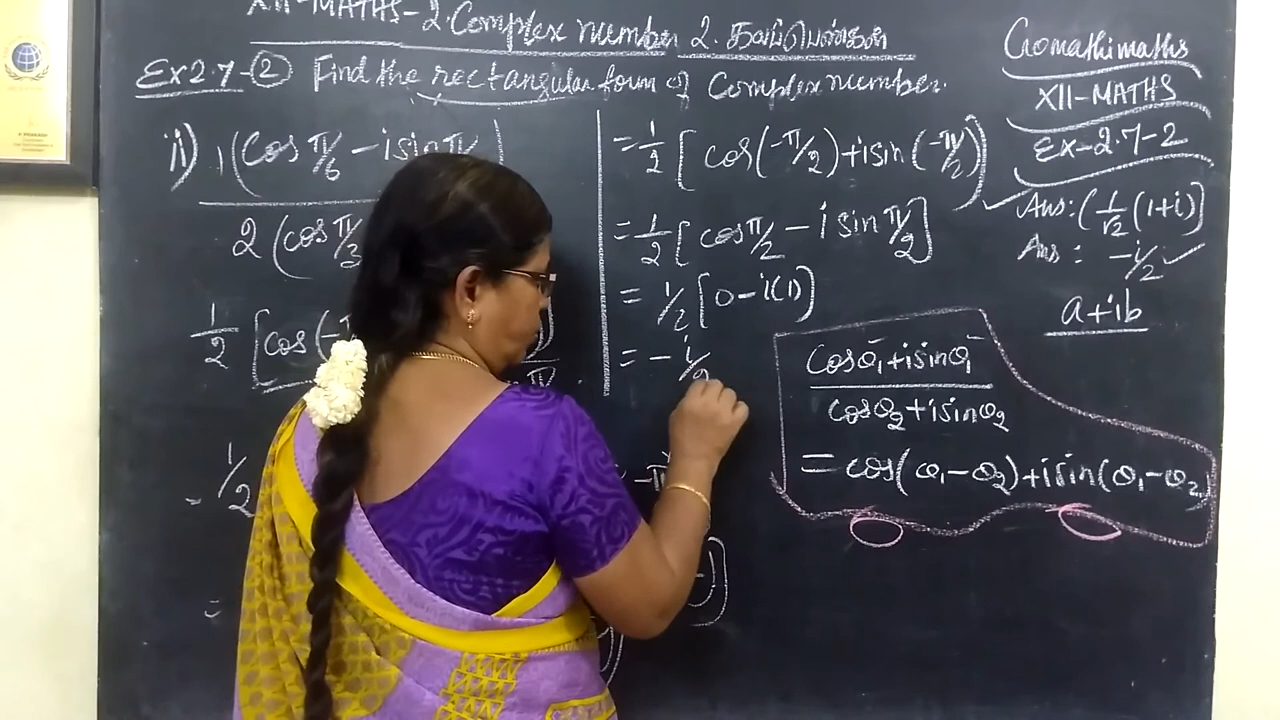 XII-MATHS-2 Complex number 2. கலப்பெண்கள்
Ex 2.7-② Find the rectangular form of Complex number.
ii) 1(cos π/6 - i sin π/
2 (cos π/3
1/2 [cos(-π
= 1/2
=
= 1/2 [cos(-π/2) + i sin(-π/2)]
= 1/2 [cos π/2 - i sin π/2]
= 1/2 [0 - i(1)]
= - i/2
Gomathimaths
XII-MATHS
Ex-2.7-2
Ans: (1/√2 (1+i)]
Ans: -i/2 ✓
a+ib
cosθ₁ + i sinθ₁
cosθ₂ + i sinθ₂
= cos(θ₁ - θ₂) + i sin(θ₁ - θ₂)